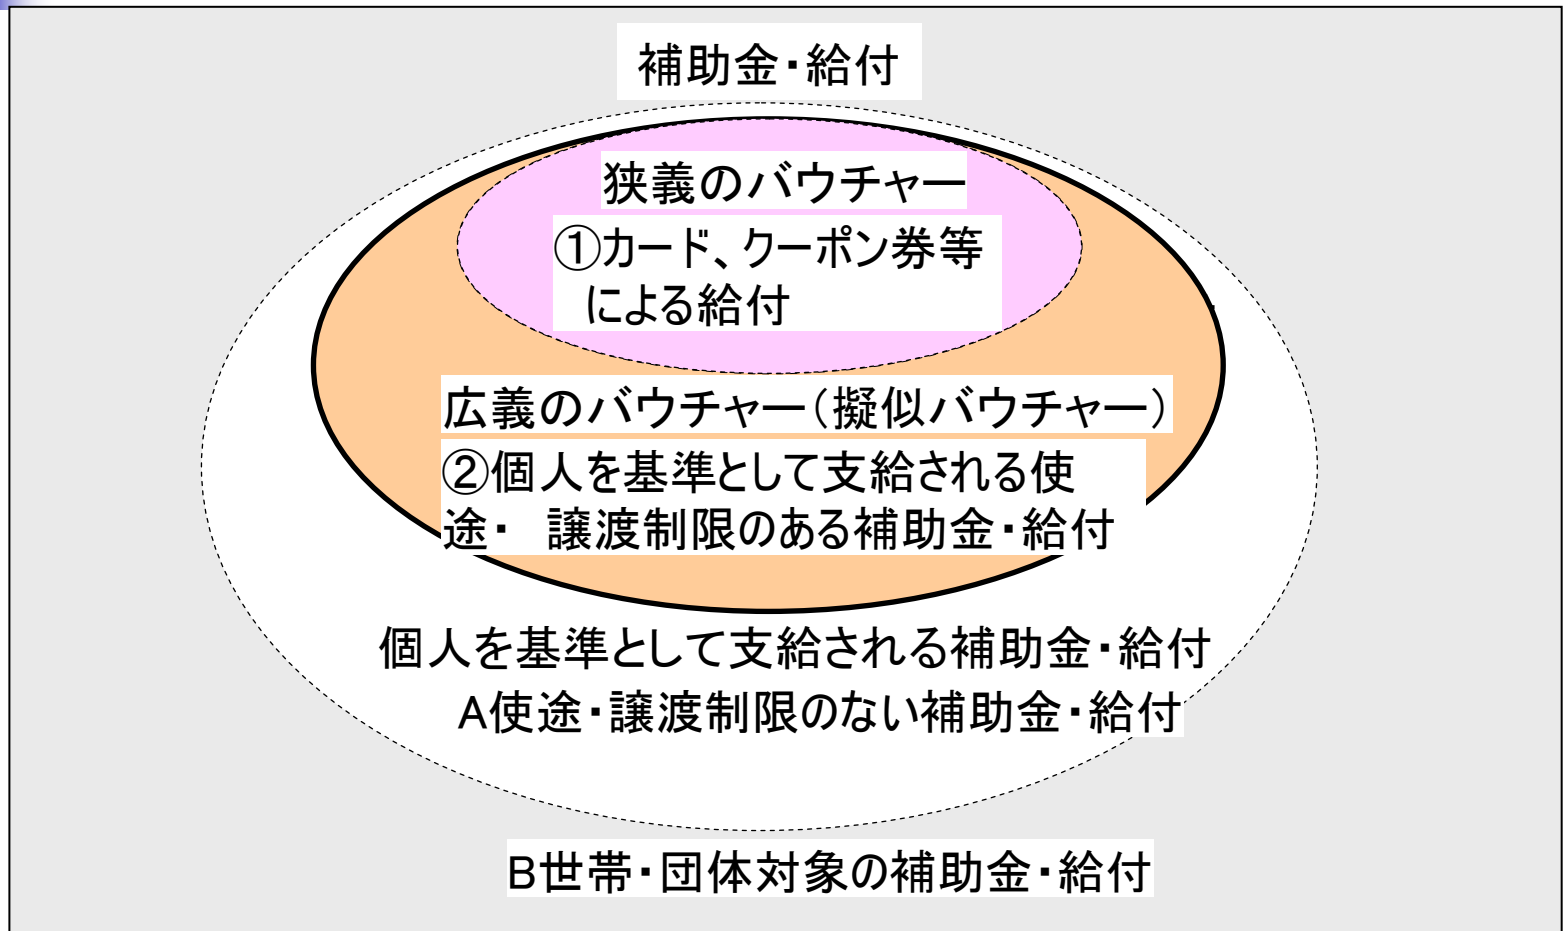 補助金・給付
狭義のバウチャー
①カード、クーポン券等
による給付
広義のバウチャー（擬似バウチャー）
②個人を基準として支給される使
途・　譲渡制限のある補助金・給付
個人を基準として支給される補助金・給付
A使途・譲渡制限のない補助金・給付
B世帯・団体対象の補助金・給付